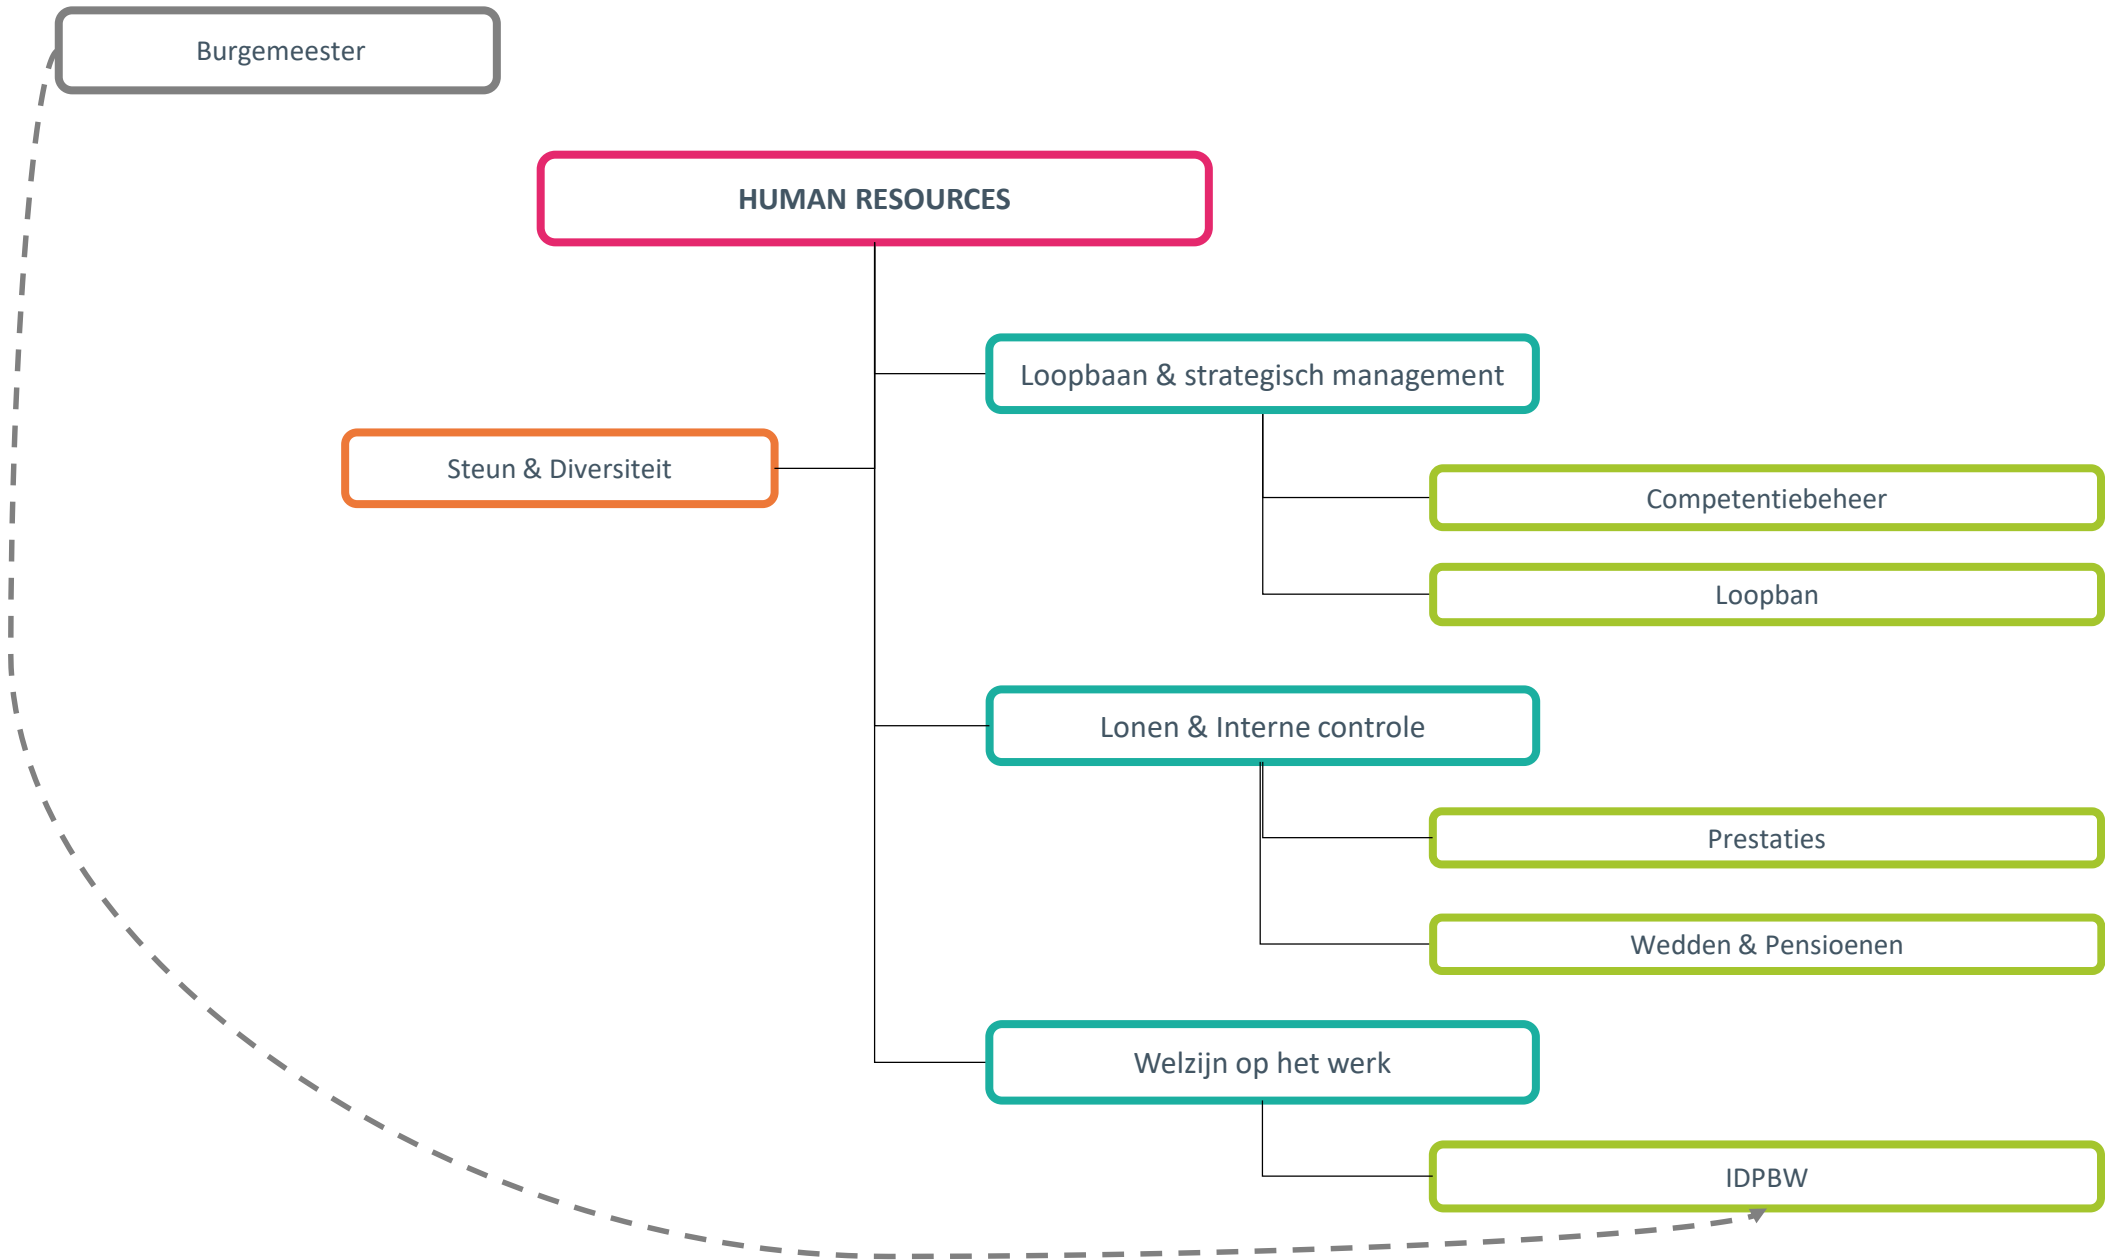 Burgemeester
HUMAN RESOURCES
Loopbaan & strategisch management
Steun & Diversiteit
Competentiebeheer
Loopban
Lonen & Interne controle
Prestaties
Wedden & Pensioenen
Welzijn op het werk
IDPBW